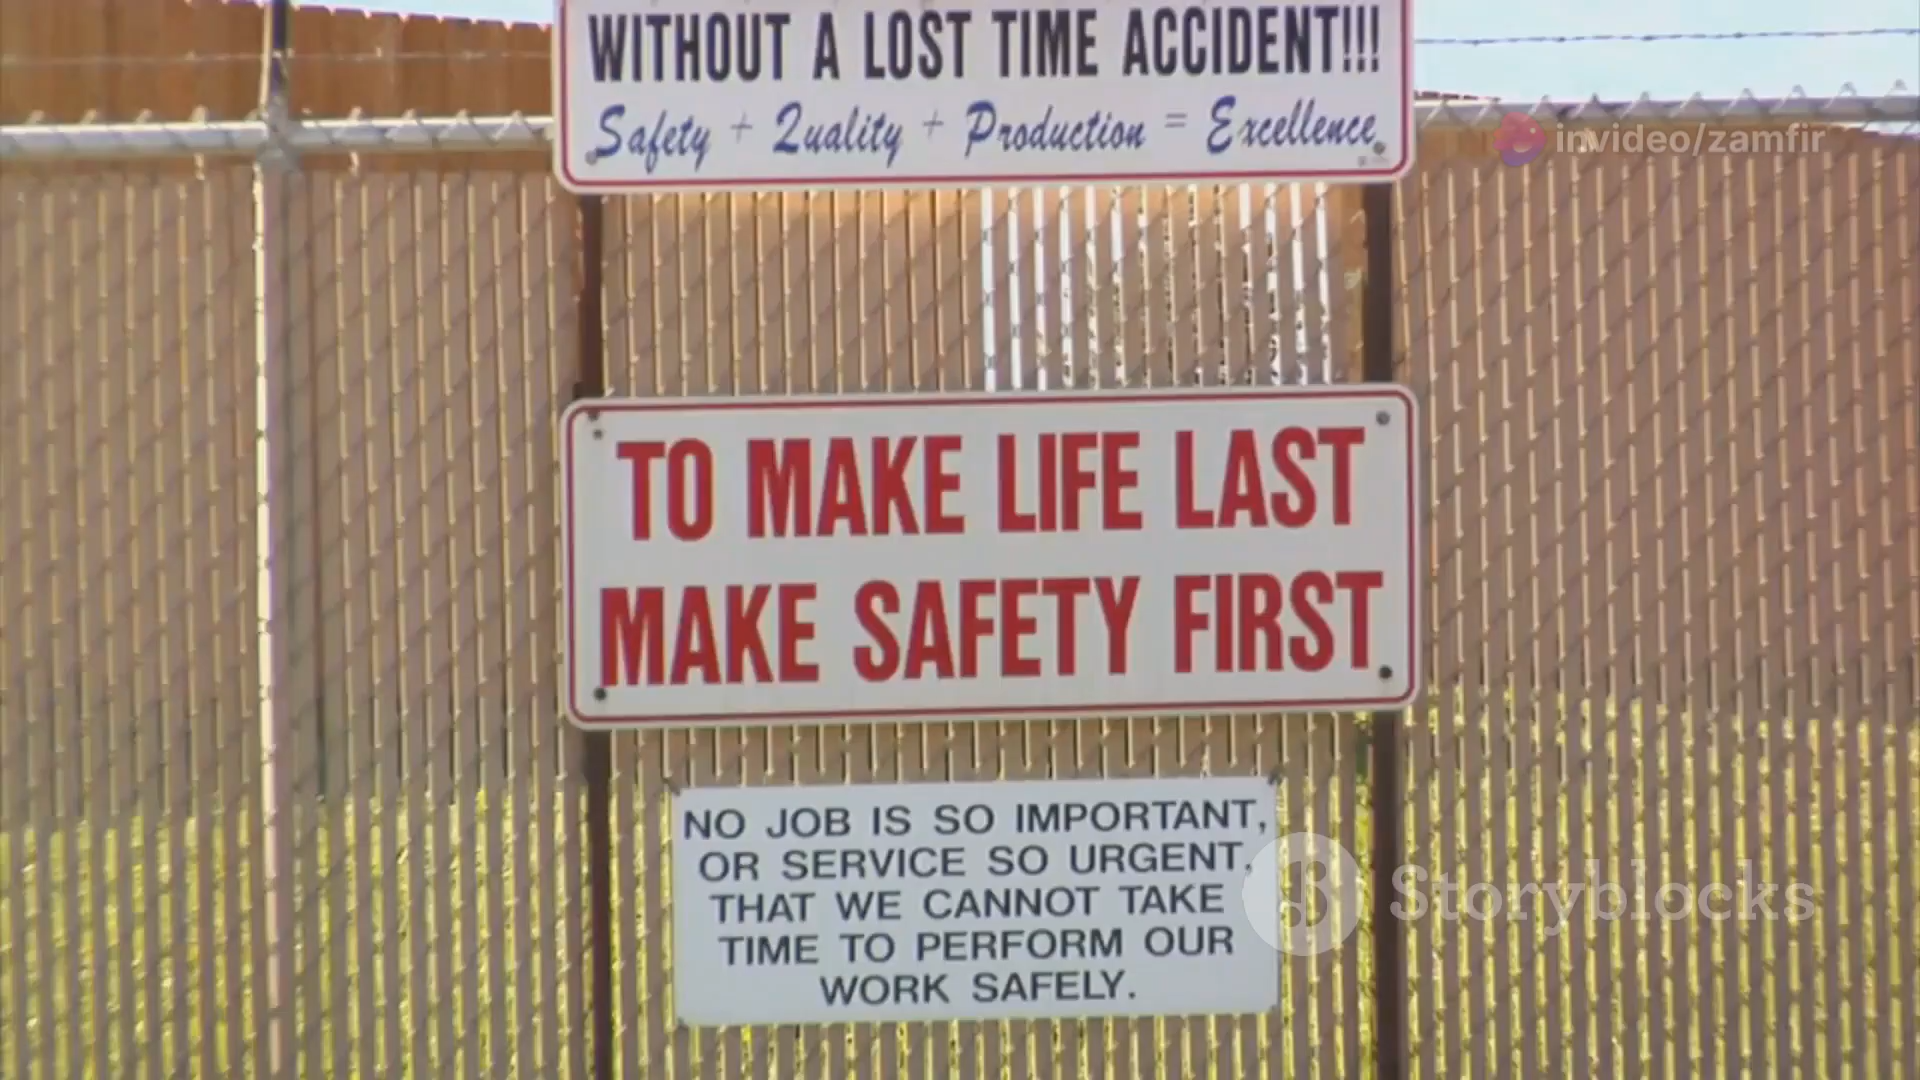 WITHOUT A LOST TIME ACCIDENT!!!
Safety + Quality + Production = Excellence
invideo/zamfir
TO MAKE LIFE LAST
MAKE SAFETY FIRST
NO JOB IS SO IMPORTANT,
OR SERVICE SO URGENT,
THAT WE CANNOT TAKE
TIME TO PERFORM OUR
WORK SAFELY.
Storyblocks